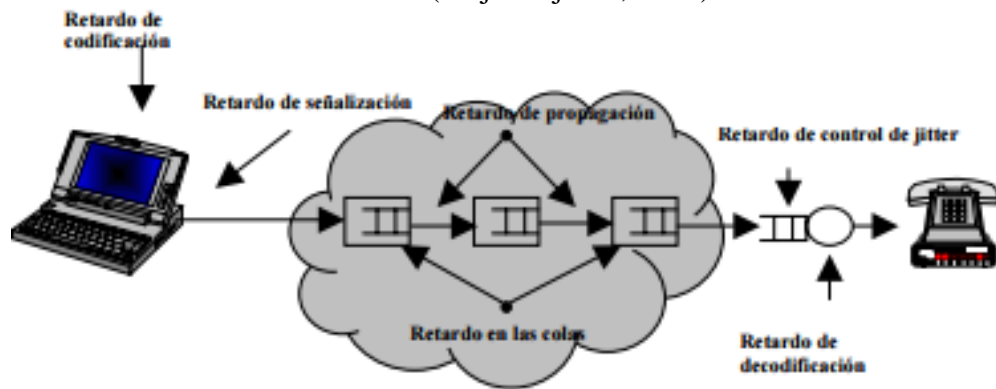 Retardo de
codificación
Retardo de señalización
Retardo de propagación
Retardo de control de jitter
Retardo en las colas
Retardo de
decodificación